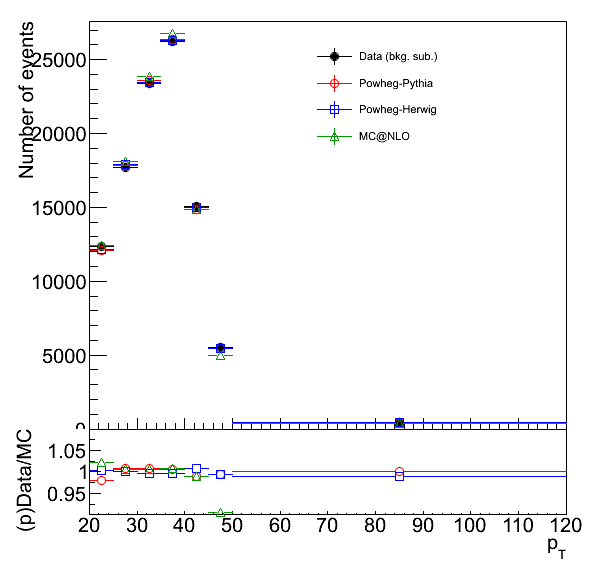 Number of events
25000
20000
15000
10000
5000
0
Data (bkg. sub.)
Powheg-Pythia
Powheg-Herwig
MC@NLO
(p)Data/MC
1.05
1
0.95
20 30 40 50 60 70 80 90 100 110 120
pT